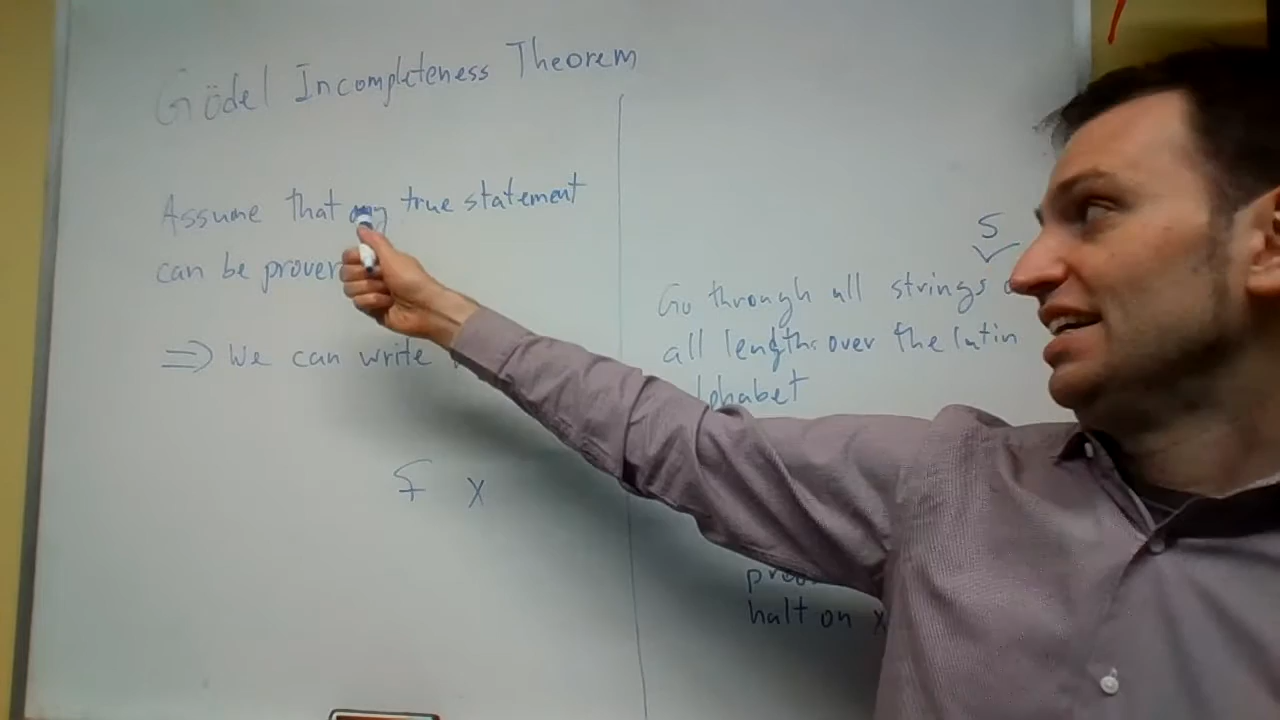 Gödel Incompleteness Theorem
Assume that any true statement
can be proven
=> We can write
f x
S
Go through all strings
all lengths over the latin
alphabet
halt on x